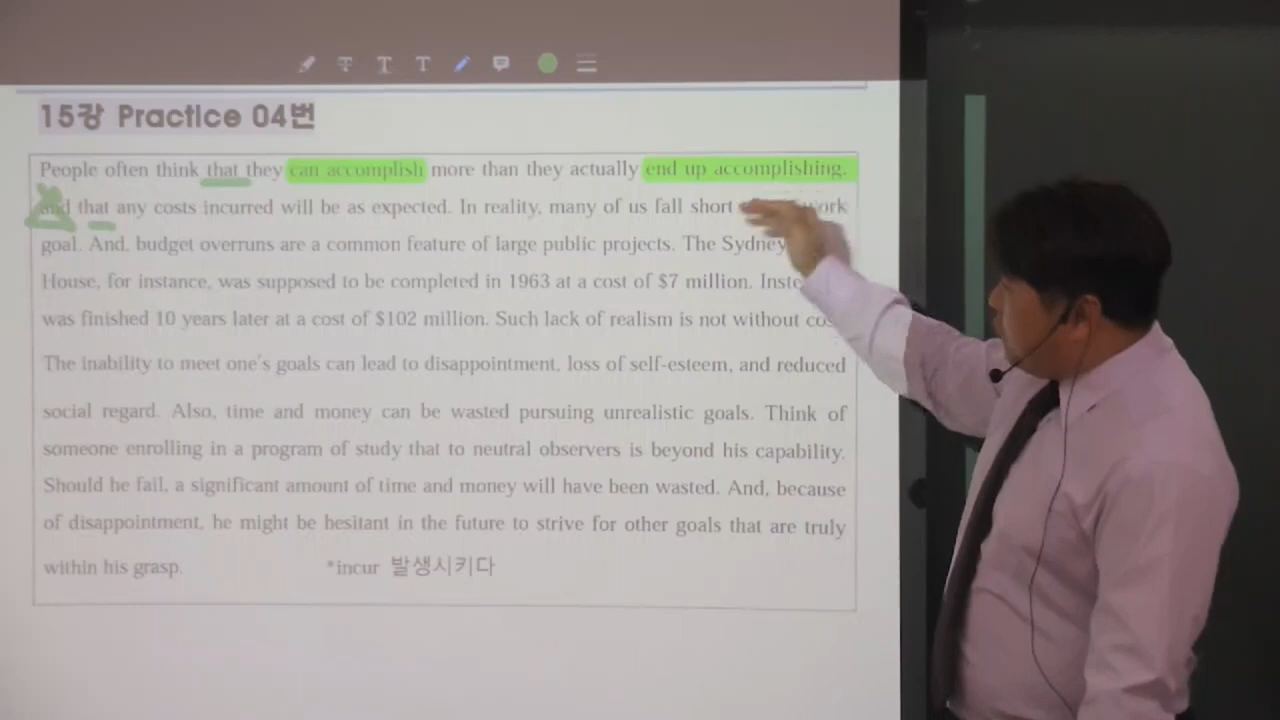 15강 Practice 04번
People often think that they can accomplish more than they actually end up accomplishing,
and that any costs incurred will be as expected. In reality, many of us fall short work
goal. And, budget overruns are a common feature of large public projects. The Sydney
House, for instance, was supposed to be completed in 1963 at a cost of $7 million.
was finished 10 years later at a cost of $102 million. Such lack of realism is not without
The inability to meet one's goals can lead to disappointment, loss of self-esteem, and reduced
social regard. Also, time and money can be wasted pursuing unrealistic goals. Think of
someone enrolling in a program of study that to neutral observers is beyond his capability.
Should he fail, a significant amount of time and money will have been wasted. And, because
of disappointment, he might be hesitant in the future to strive for other goals that are truly
within his grasp. *incur 발생시키다